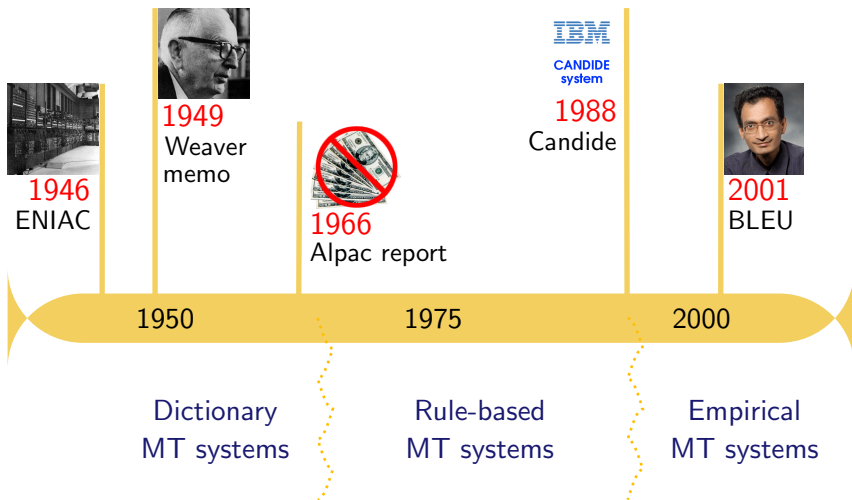 1946
ENIAC
1949
Weaver
memo
1966
Alpac report
IBM
CANDIDE
system
1988
Candide
2001
BLEU
1950
1975
2000
Dictionary
MT systems
Rule-based
MT systems
Empirical
MT systems